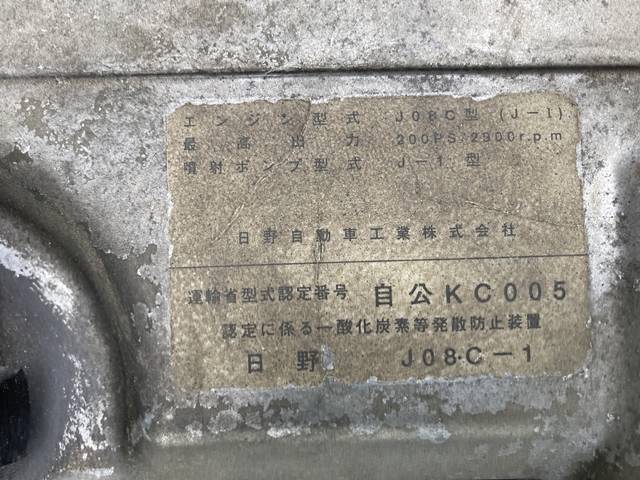 エンジン型式 J08C型 (J-I)
最高出力 200PS/2900r.p.m
噴射ポンプ型式 J-1型
日野自動車工業株式会社
運輸省型式認定番号 自公KC005
認定に係る一酸化炭素等発散防止装置
日野 J08C-1